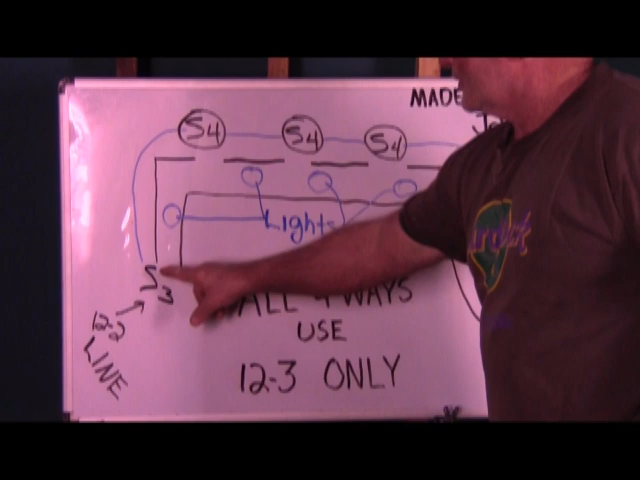 MADE
S4 S4 S4
Lights
S3
12-2
LINE
ALL 4 WAYS
USE
12-3 ONLY